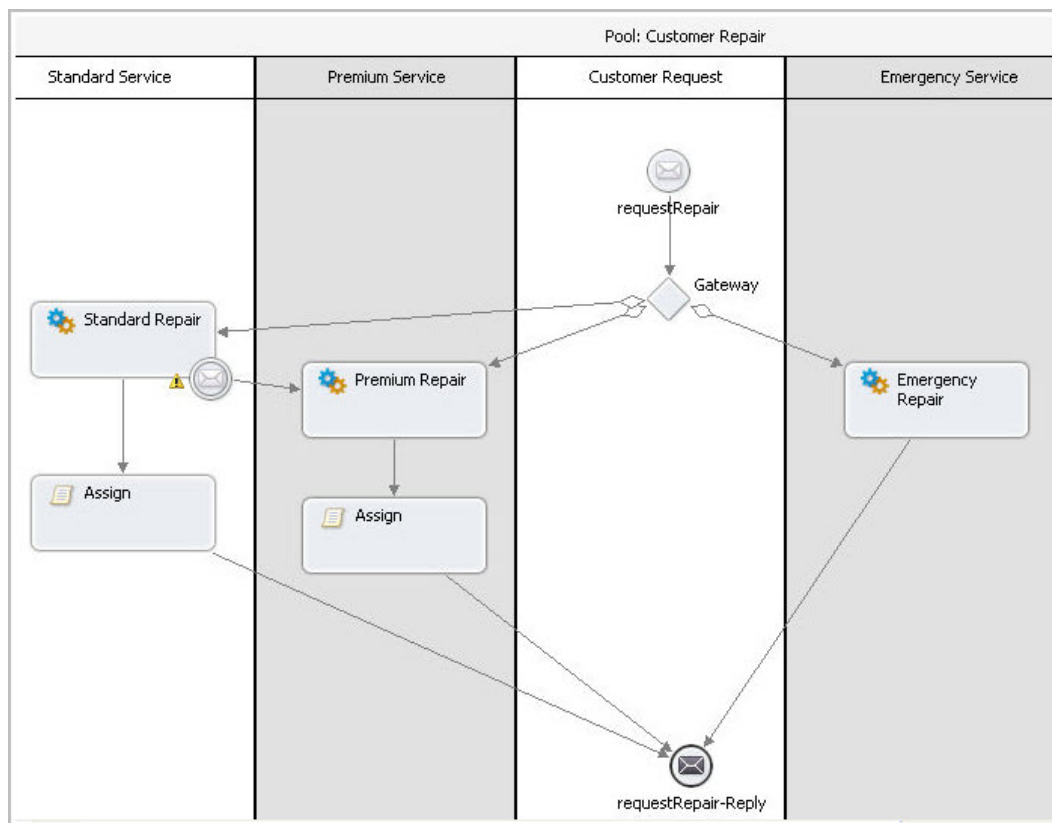 Pool: Customer Repair
Standard Service
Premium Service
Customer Request
Emergency Service
requestRepair
Gateway
Standard Repair
Premium Repair
Emergency
Repair
Assign
Assign
requestRepair-Reply